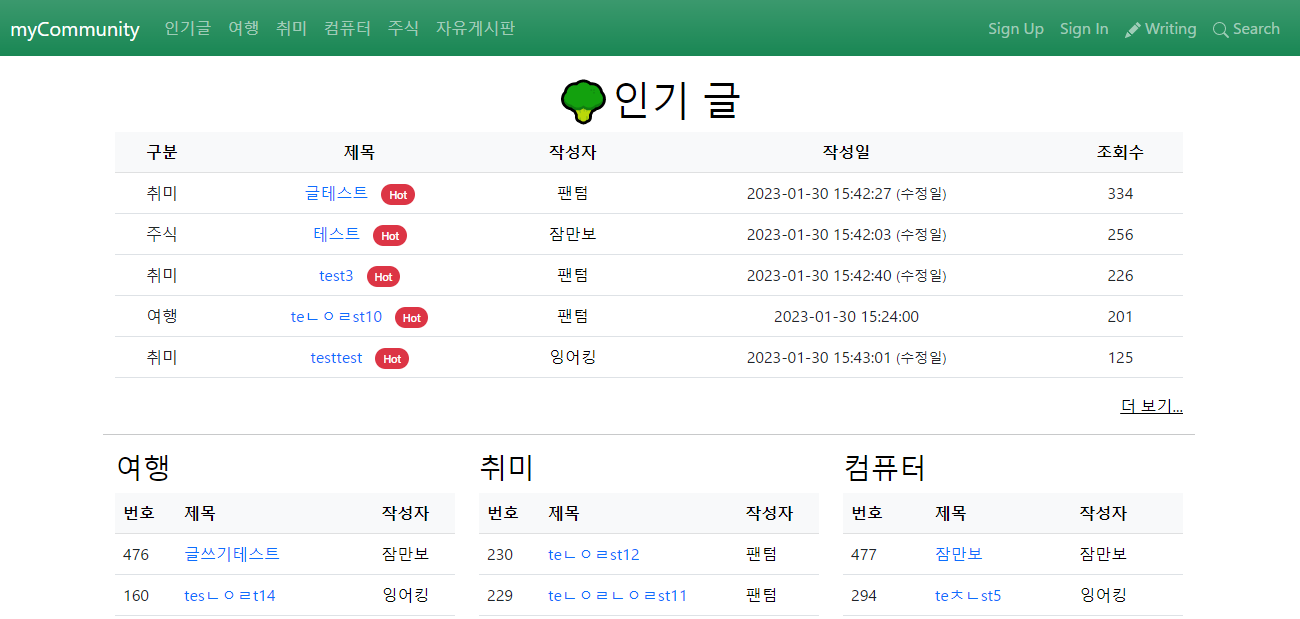 myCommunity 인기글 여행 취미 컴퓨터 주식 자유게시판 Sign Up Sign In Writing Search
인기 글
구분 제목 작성자 작성일 조회수
취미 글테스트 Hot 팬텀 2023-01-30 15:42:27 (수정일) 334
주식 테스트 Hot 잠만보 2023-01-30 15:42:03 (수정일) 256
취미 test3 Hot 팬텀 2023-01-30 15:42:40 (수정일) 226
여행 teㄴㅇㄹst10 Hot 팬텀 2023-01-30 15:24:00 201
취미 testtest Hot 잉어킹 2023-01-30 15:43:01 (수정일) 125
더 보기...
여행 취미 컴퓨터
번호 제목 작성자 번호 제목 작성자 번호 제목 작성자
476 글쓰기테스트 잠만보 230 teㄴㅇㄹst12 팬텀 477 잠만보 잠만보
160 tesㄴㅇㄹt14 잉어킹 229 teㄴㅇㄹㄴㅇㄹst11 팬텀 294 teㅊㄴst5 잉어킹